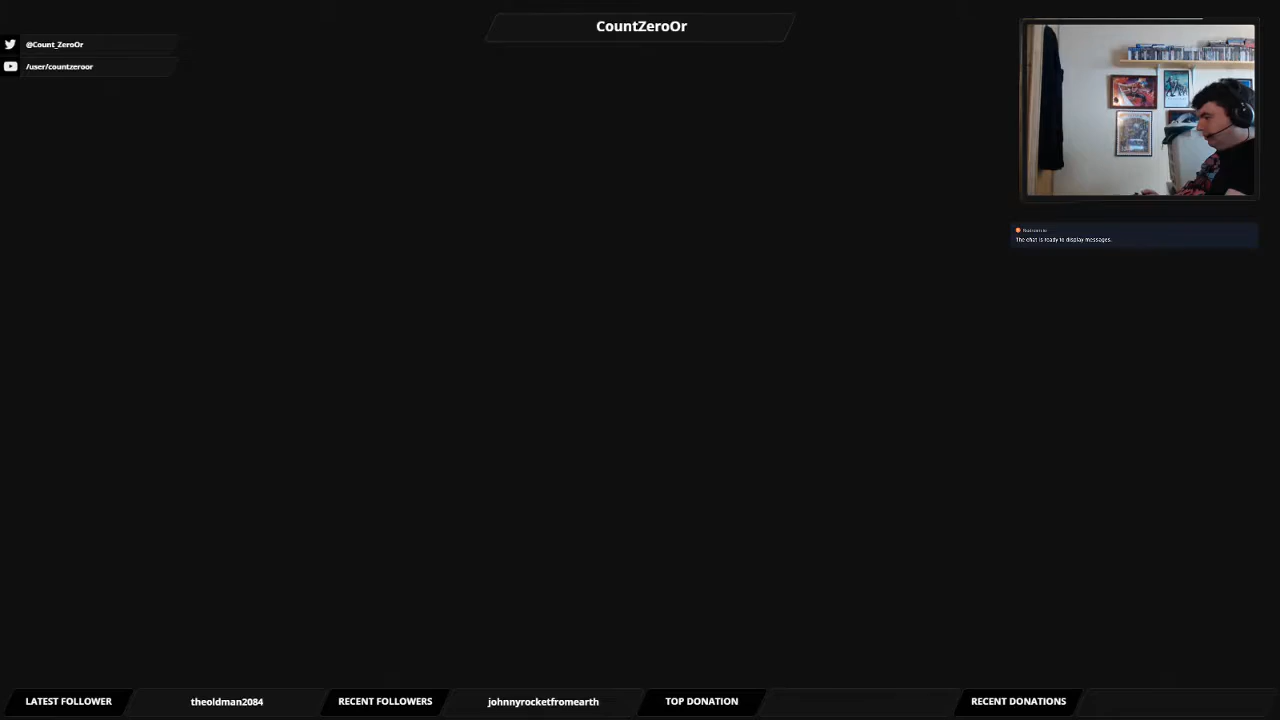 CountZeroOr
@Count_ZeroOr
/user/countzeroor
The chat is ready to display messages.
LATEST FOLLOWER
theoldman2084
RECENT FOLLOWERS
johnnyrocketfromearth
TOP DONATION
RECENT DONATIONS